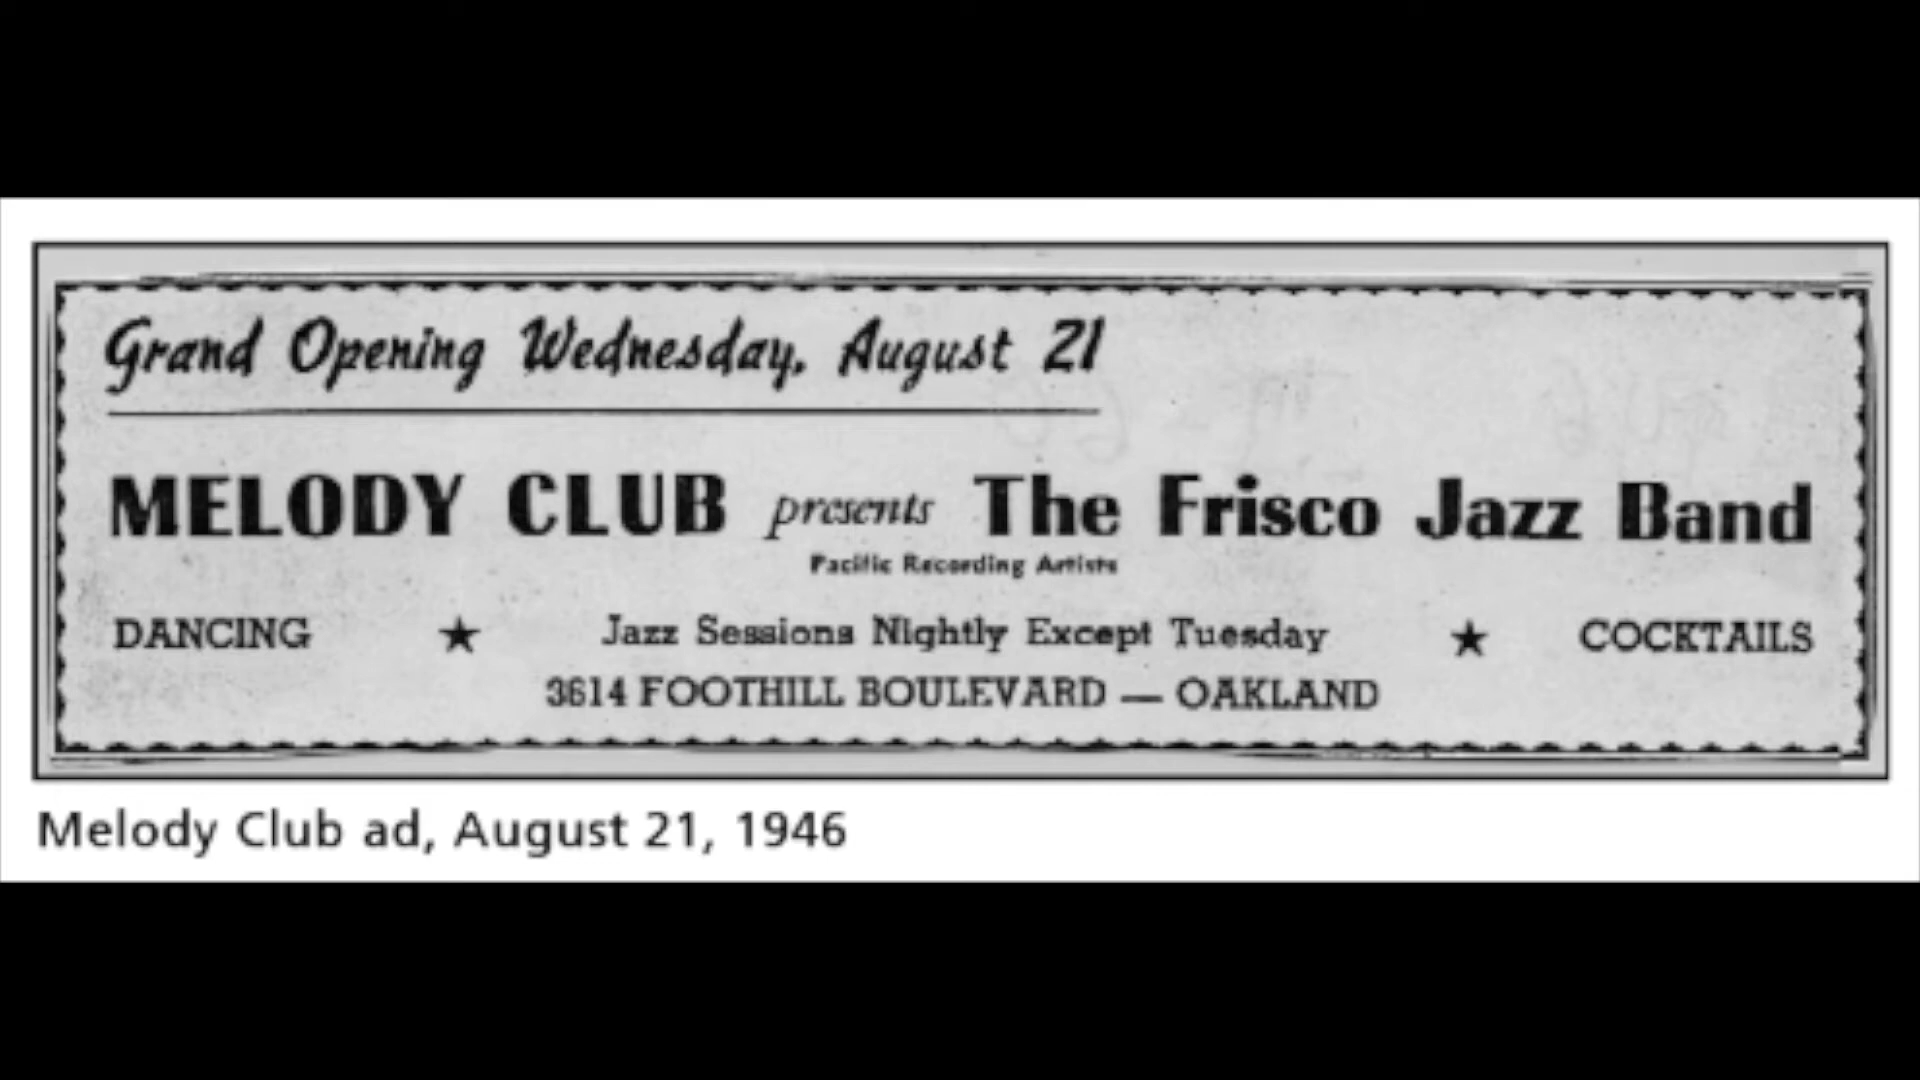 Grand Opening Wednesday, August 21
MELODY CLUB presents The Frisco Jazz Band
Pacific Recording Artists
DANCING ★ Jazz Sessions Nightly Except Tuesday ★ COCKTAILS
3614 FOOTHILL BOULEVARD — OAKLAND
Melody Club ad, August 21, 1946